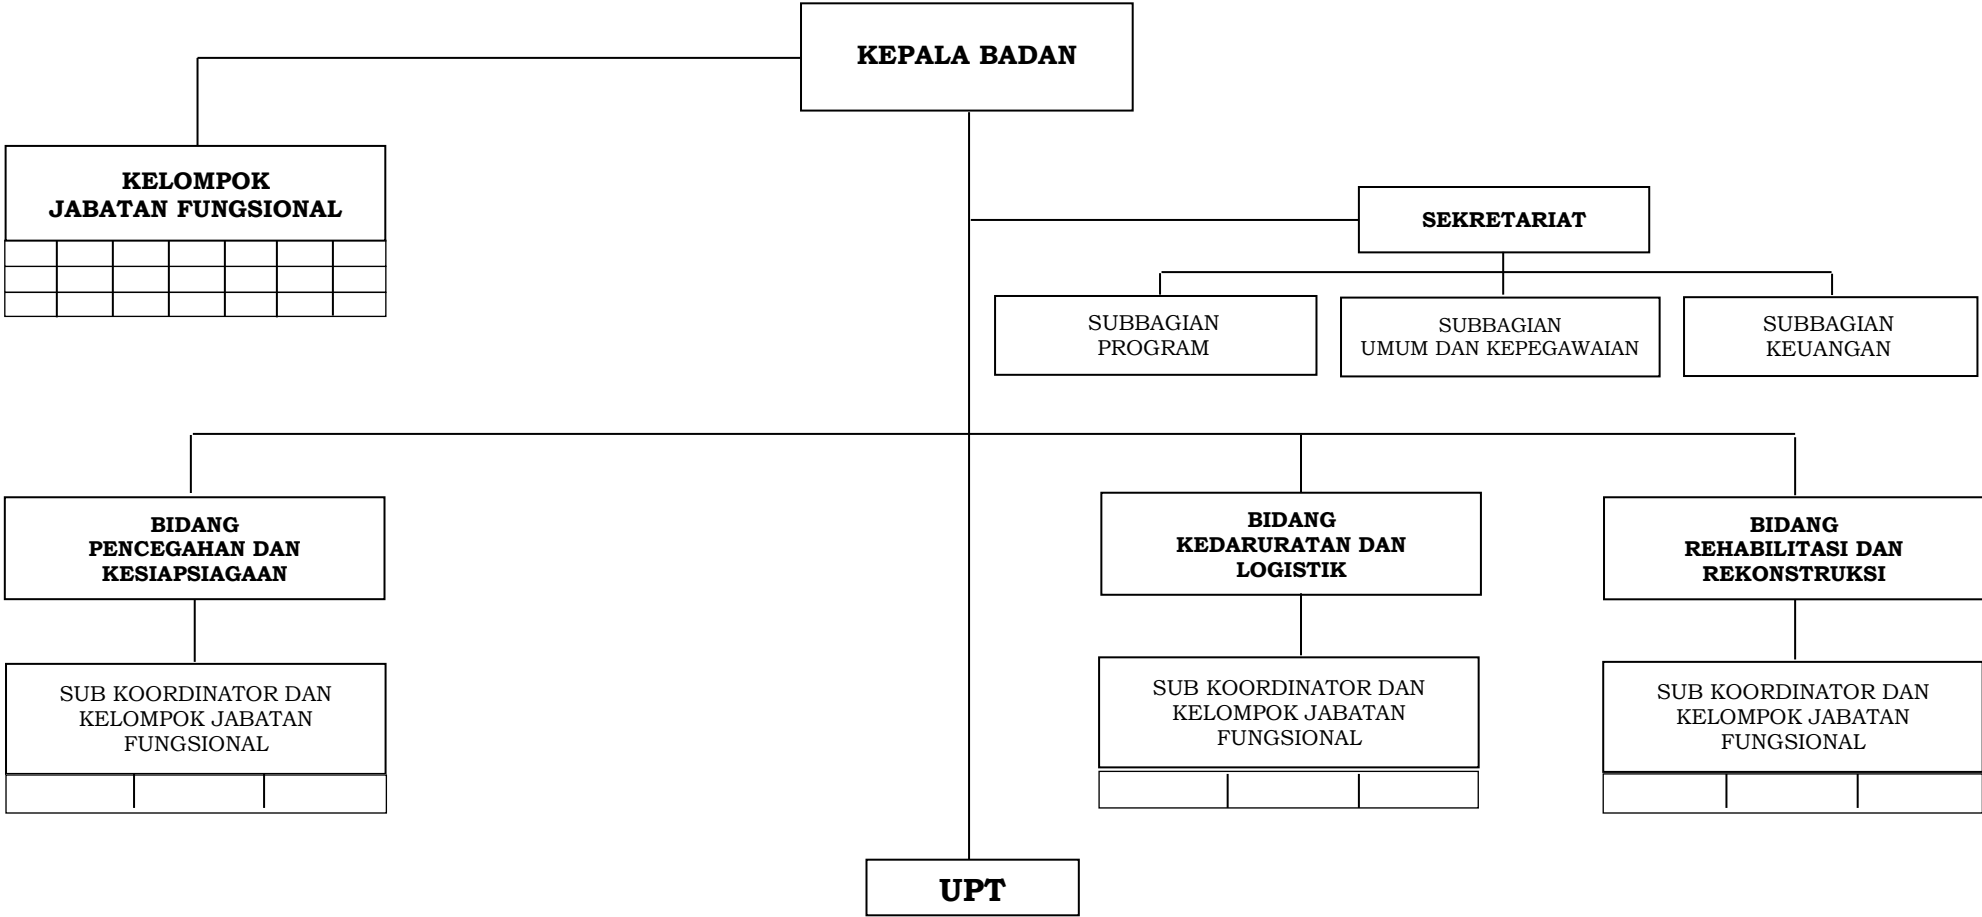 KEPALA BADAN
KELOMPOK
JABATAN FUNGSIONAL
SEKRETARIAT
SUBBAGIAN
PROGRAM
SUBBAGIAN
UMUM DAN KEPEGAWAIAN
SUBBAGIAN
KEUANGAN
BIDANG
PENCEGAHAN DAN
KESIAPSIAGAAN
BIDANG
KEDARURATAN DAN
LOGISTIK
BIDANG
REHABILITASI DAN
REKONSTRUKSI
SUB KOORDINATOR DAN
KELOMPOK JABATAN
FUNGSIONAL
SUB KOORDINATOR DAN
KELOMPOK JABATAN
FUNGSIONAL
SUB KOORDINATOR DAN
KELOMPOK JABATAN
FUNGSIONAL
UPT